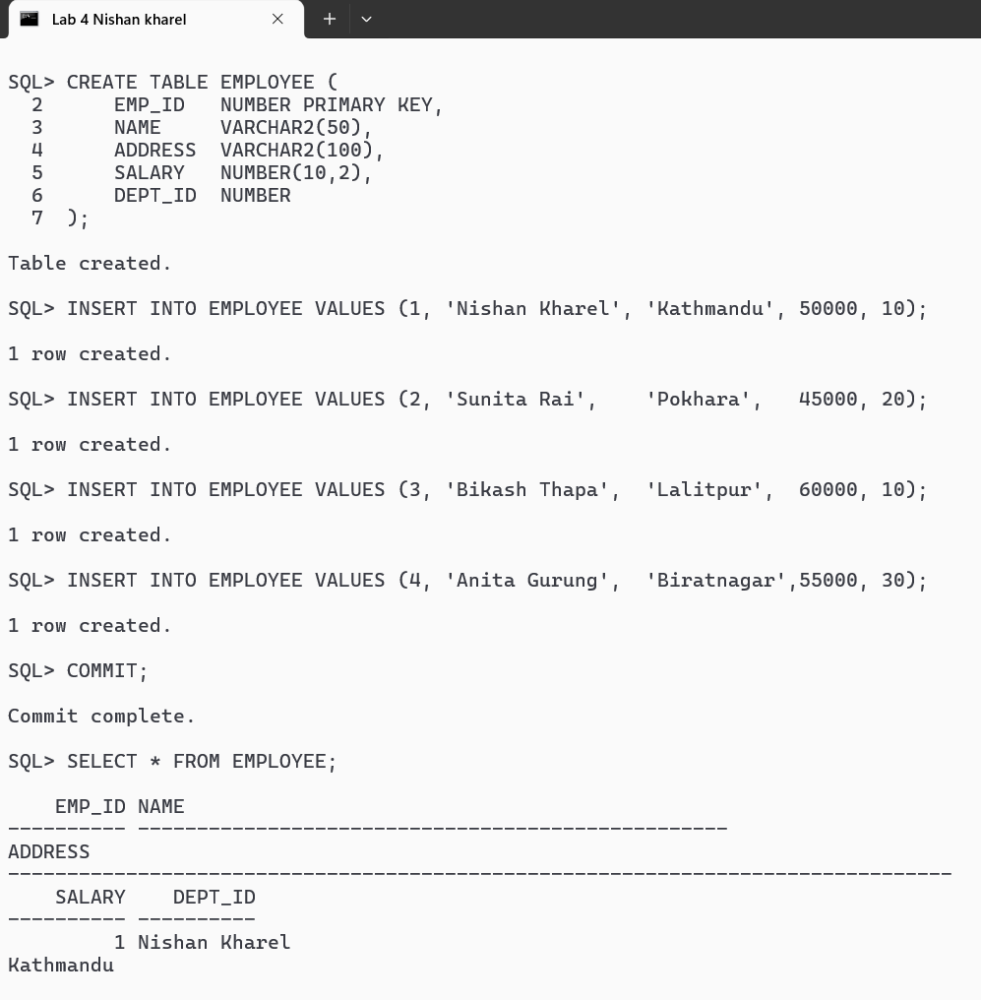 Lab 4 Nishan kharel
SQL> CREATE TABLE EMPLOYEE (
  2      EMP_ID   NUMBER PRIMARY KEY,
  3      NAME     VARCHAR2(50),
  4      ADDRESS  VARCHAR2(100),
  5      SALARY   NUMBER(10,2),
  6      DEPT_ID  NUMBER
  7  );
Table created.
SQL> INSERT INTO EMPLOYEE VALUES (1, 'Nishan Kharel', 'Kathmandu', 50000, 10);
1 row created.
SQL> INSERT INTO EMPLOYEE VALUES (2, 'Sunita Rai',    'Pokhara',   45000, 20);
1 row created.
SQL> INSERT INTO EMPLOYEE VALUES (3, 'Bikash Thapa',  'Lalitpur',  60000, 10);
1 row created.
SQL> INSERT INTO EMPLOYEE VALUES (4, 'Anita Gurung',  'Biratnagar',55000, 30);
1 row created.
SQL> COMMIT;
Commit complete.
SQL> SELECT * FROM EMPLOYEE;
    EMP_ID NAME
---------- --------------------------------------------------
ADDRESS
--------------------------------------------------------------------------------
    SALARY    DEPT_ID
---------- ----------
         1 Nishan Kharel
Kathmandu